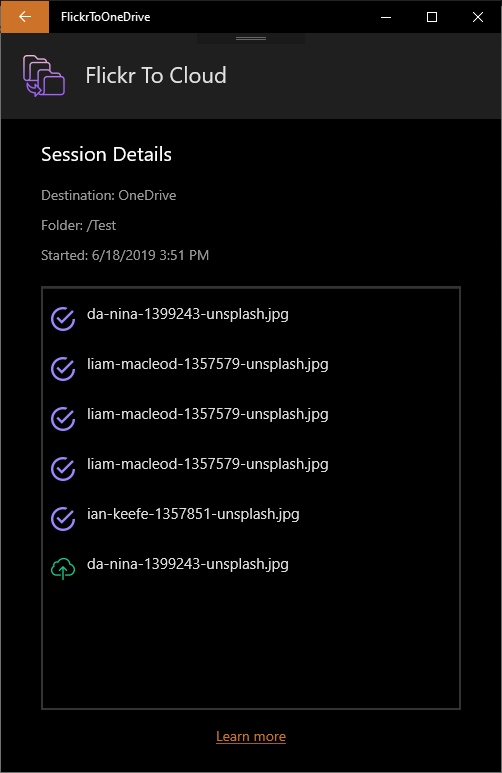 FlickrToOneDrive
Flickr To Cloud
Session Details
Destination: OneDrive
Folder: /Test
Started: 6/18/2019 3:51 PM
da-nina-1399243-unsplash.jpg
liam-macleod-1357579-unsplash.jpg
liam-macleod-1357579-unsplash.jpg
liam-macleod-1357579-unsplash.jpg
ian-keefe-1357851-unsplash.jpg
da-nina-1399243-unsplash.jpg
Learn more